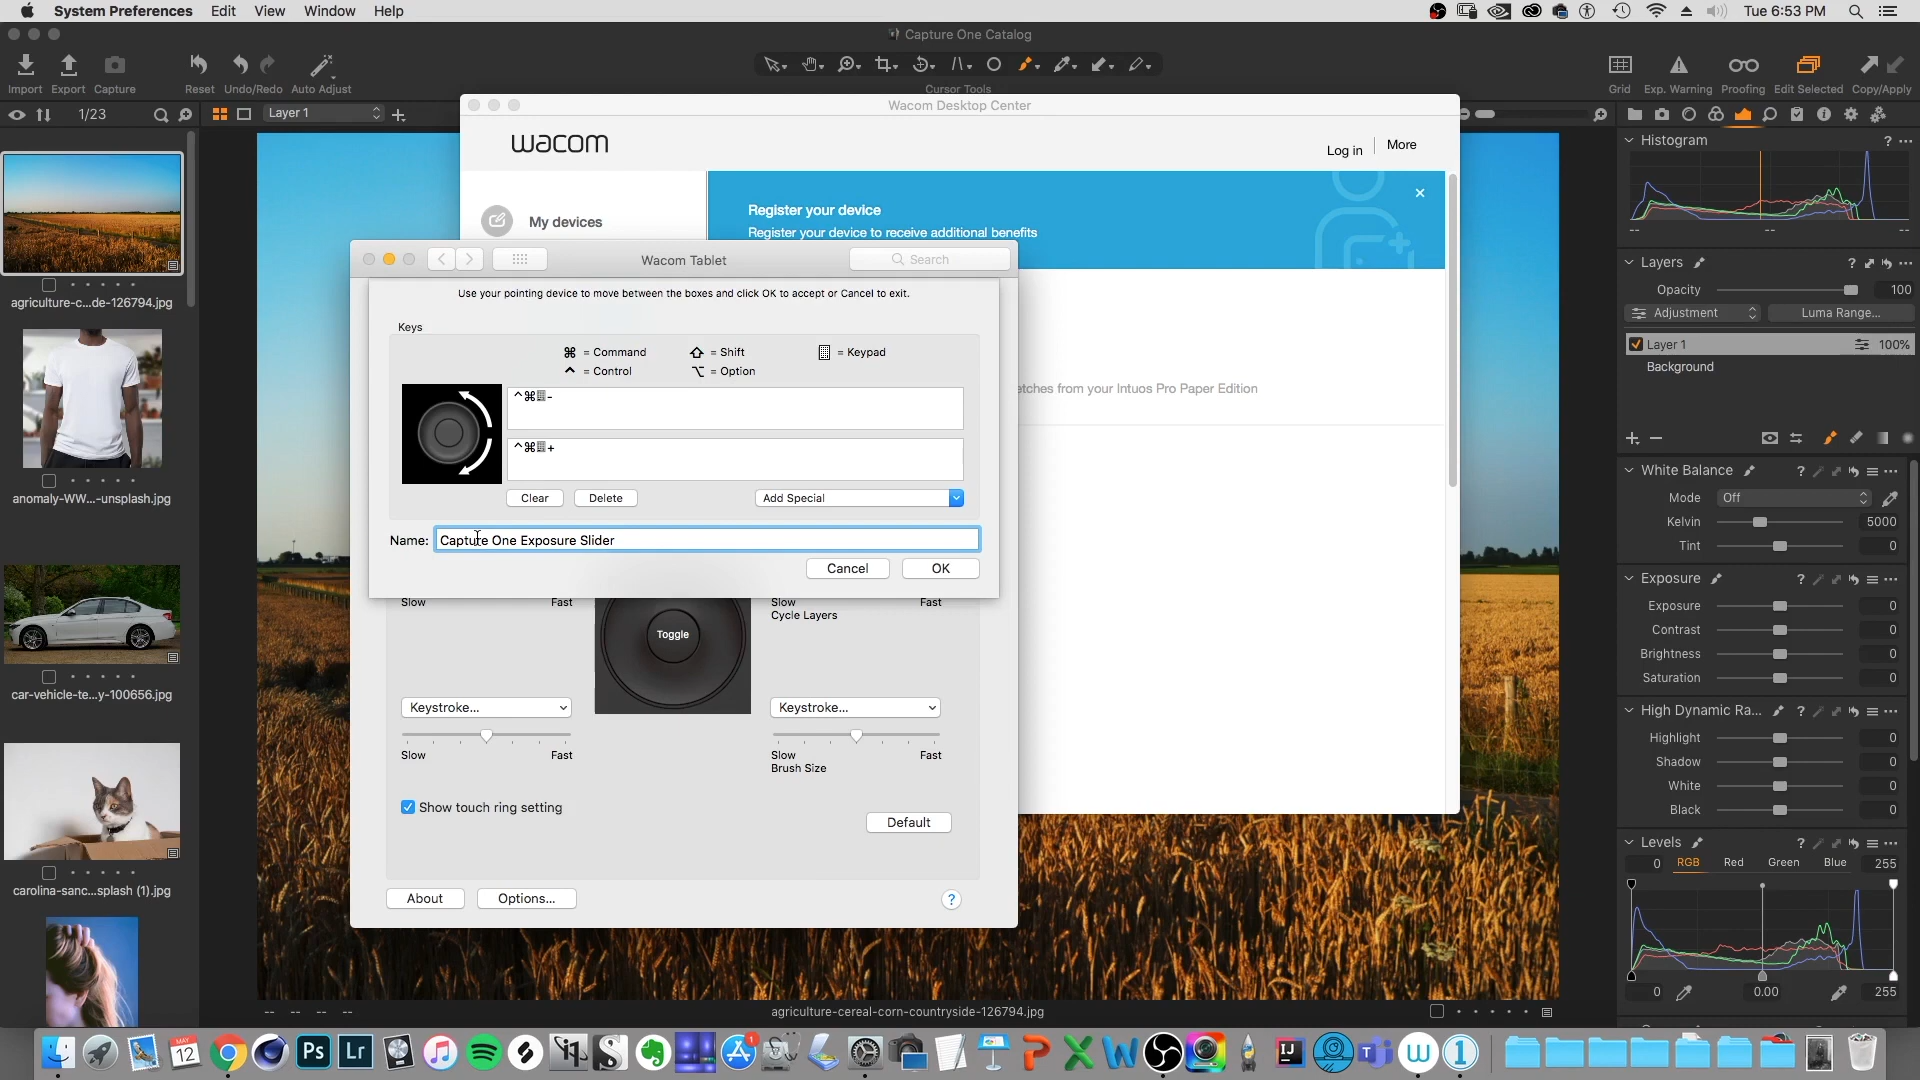 System Preferences Edit View Window Help
Tue 6:53 PM
Capture One Catalog
Import Export Capture Reset Undo/Redo Auto Adjust
Cursor Tools
Grid Exp. Warning Proofing Edit Selected Copy/Apply
1/23
Layer 1
agriculture-c...de-126794.jpg
anomaly-WW...-unsplash.jpg
car-vehicle-te...y-100656.jpg
carolina-sanc...splash (1).jpg
Wacom Desktop Center
wacom
Log in More
My devices
Register your device
Register your device to receive additional benefits
etches from your Intuos Pro Paper Edition
Wacom Tablet
Search
Use your pointing device to move between the boxes and click OK to accept or Cancel to exit.
Keys
⌘ = Command
= Shift
= Keypad
^ = Control
⌥ = Option
^⌘-
^⌘+
Clear Delete Add Special
Name: Capture One Exposure Slider
Cancel OK
Slow Fast
Toggle
Slow Fast
Cycle Layers
Keystroke...
Keystroke...
Slow Fast
Slow Fast
Brush Size
Show touch ring setting
Default
About Options... ?
agriculture-cereal-corn-countryside-126794.jpg
Histogram
Layers
Opacity 100
Adjustment Luma Range...
Layer 1 100%
Background
White Balance
Mode Off
Kelvin 5000
Tint 0
Exposure
Exposure 0
Contrast 0
Brightness 0
Saturation 0
High Dynamic Ra...
Highlight 0
Shadow 0
White 0
Black 0
Levels
0 RGB Red Green Blue 255
0 0.00 255
MAY
12
Ps Lr